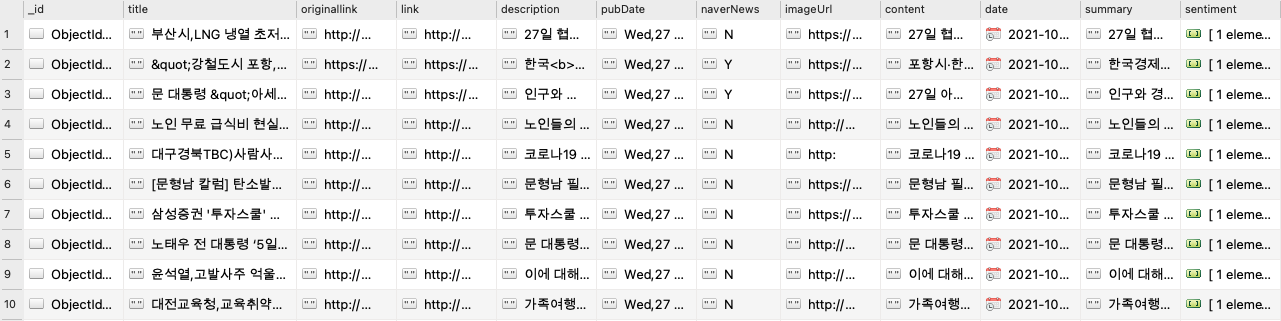 _id title originallink link description pubDate naverNews imageUrl content date summary sentiment
1 ObjectId... 부산시,LNG 냉열 초저... http://... http://... 27일 협... Wed,27 ... N https://... 27일 협... 2021-10... 27일 협... [ 1 eleme...
2 ObjectId... &quot;강철도시 포항,... https://... https://... 한국<b>... Wed,27 ... Y https://... 포항시·한... 2021-10... 한국경제... [ 1 eleme...
3 ObjectId... 문 대통령 &quot;아세... http://... https://... 인구와 ... Wed,27 ... Y https://... 27일 아... 2021-10... 인구와 경... [ 1 eleme...
4 ObjectId... 노인 무료 급식비 현실... http://... http://... 노인들의 ... Wed,27 ... N http://... 노인들의 ... 2021-10... 노인들의 ... [ 1 eleme...
5 ObjectId... 대구경북TBC)사람사... http://... http://... 코로나19 ... Wed,27 ... N http: 코로나19 ... 2021-10... 코로나19 ... [ 1 eleme...
6 ObjectId... [문형남 칼럼] 탄소발... http://... http://... 문형남 필... Wed,27 ... N https://... 문형남 필... 2021-10... 문형남 필... [ 1 eleme...
7 ObjectId... 삼성증권 '투자스쿨' ... http://... http://... 투자스쿨 ... Wed,27 ... N https://... 투자스쿨 ... 2021-10... 투자스쿨 ... [ 1 eleme...
8 ObjectId... 노태우 전 대통령 ‘5일... http://... http://... 문 대통령... Wed,27 ... N http://... 문 대통령... 2021-10... 문 대통령... [ 1 eleme...
9 ObjectId... 윤석열,고발사주 억울... http://... http://... 이에 대해... Wed,27 ... N http://... 이에 대해... 2021-10... 이에 대해... [ 1 eleme...
10 ObjectId... 대전교육청,교육취약... http://... http://... 가족여행... Wed,27 ... N http://... 가족여행... 2021-10... 가족여행... [ 1 eleme...